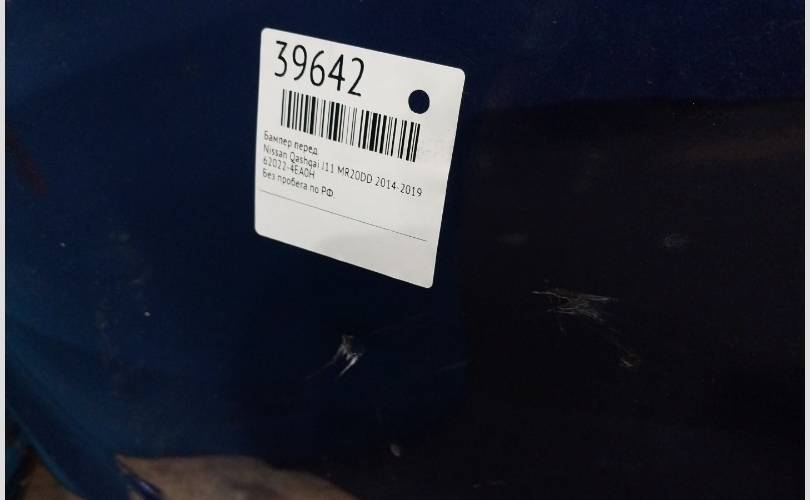 39642
Бампер перед.
Nissan Qashqai J11 MR20DD 2014-2019
62022-4EA0H
Без пробега по РФ.